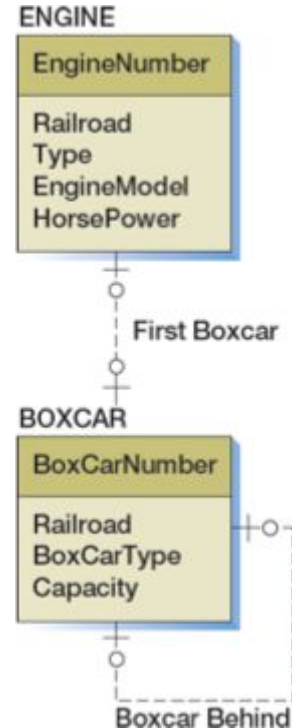 ENGINE
EngineNumber
Railroad
Type
EngineModel
HorsePower
First Boxcar
BOXCAR
BoxCarNumber
Railroad
BoxCarType
Capacity
Boxcar Behind